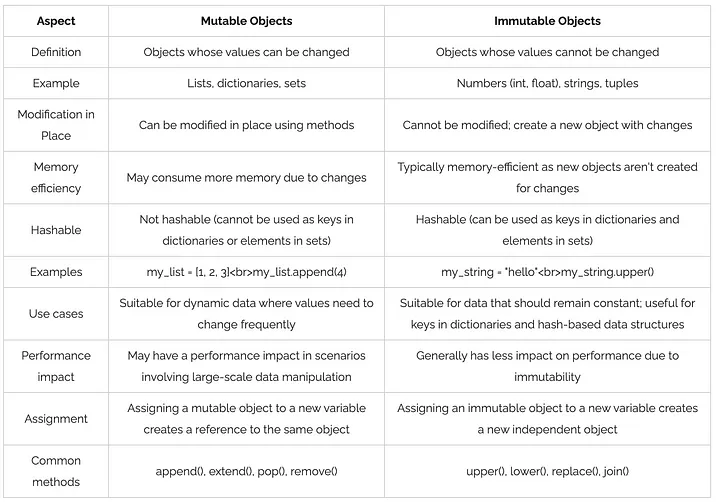 Aspect Mutable Objects Immutable Objects
Definition Objects whose values can be changed Objects whose values cannot be changed
Example Lists, dictionaries, sets Numbers (int, float), strings, tuples
Modification in
Place Can be modified in place using methods Cannot be modified; create a new object with changes
Memory
efficiency May consume more memory due to changes Typically memory-efficient as new objects aren't created
for changes
Hashable Not hashable (cannot be used as keys in
dictionaries or elements in sets) Hashable (can be used as keys in dictionaries and
elements in sets)
Examples my_list = [1, 2, 3]<br>my_list.append(4) my_string = "hello"<br>my_string.upper()
Use cases Suitable for dynamic data where values need to
change frequently Suitable for data that should remain constant; useful for
keys in dictionaries and hash-based data structures
Performance
impact May have a performance impact in scenarios
involving large-scale data manipulation Generally has less impact on performance due to
immutability
Assignment Assigning a mutable object to a new variable
creates a reference to the same object Assigning an immutable object to a new variable creates
a new independent object
Common
methods append(), extend(), pop(), remove() upper(), lower(), replace(), join()